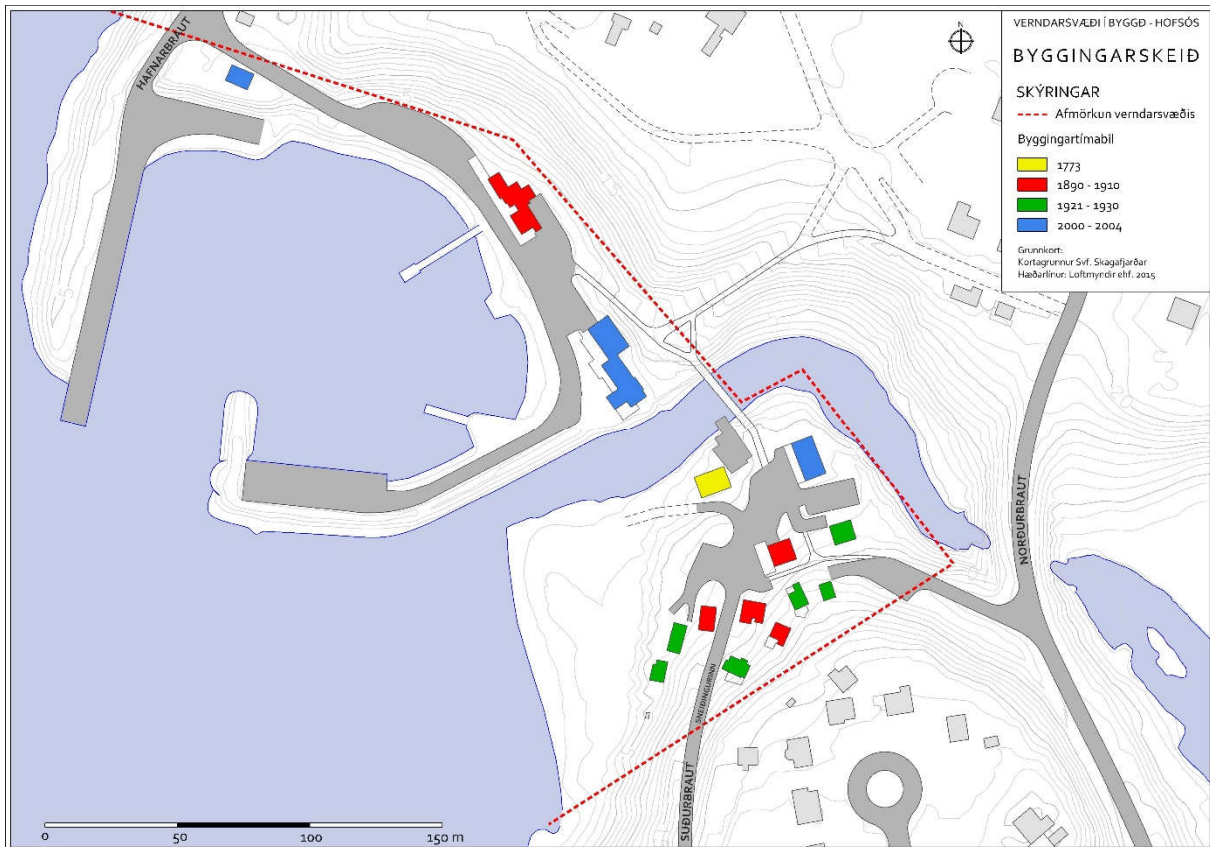 VERNDARSVÆÐI Í BYGGÐ - HOFSÓS
BYGGINGARSKEIÐ
SKÝRINGAR
Afmörkun verndarsvæðis
Byggingartímabil
1773
1890 - 1910
1921 - 1930
2000 - 2004
Grunnkort:
Kortagrunnur Svf. Skagafjarðar
Hæðarlínur: Loftmyndir ehf. 2015
N
HAFNARBRAUT
NORÐURBRAUT
SNEIÐINGURINN
SUÐURBRAUT
0 50 100 150 m